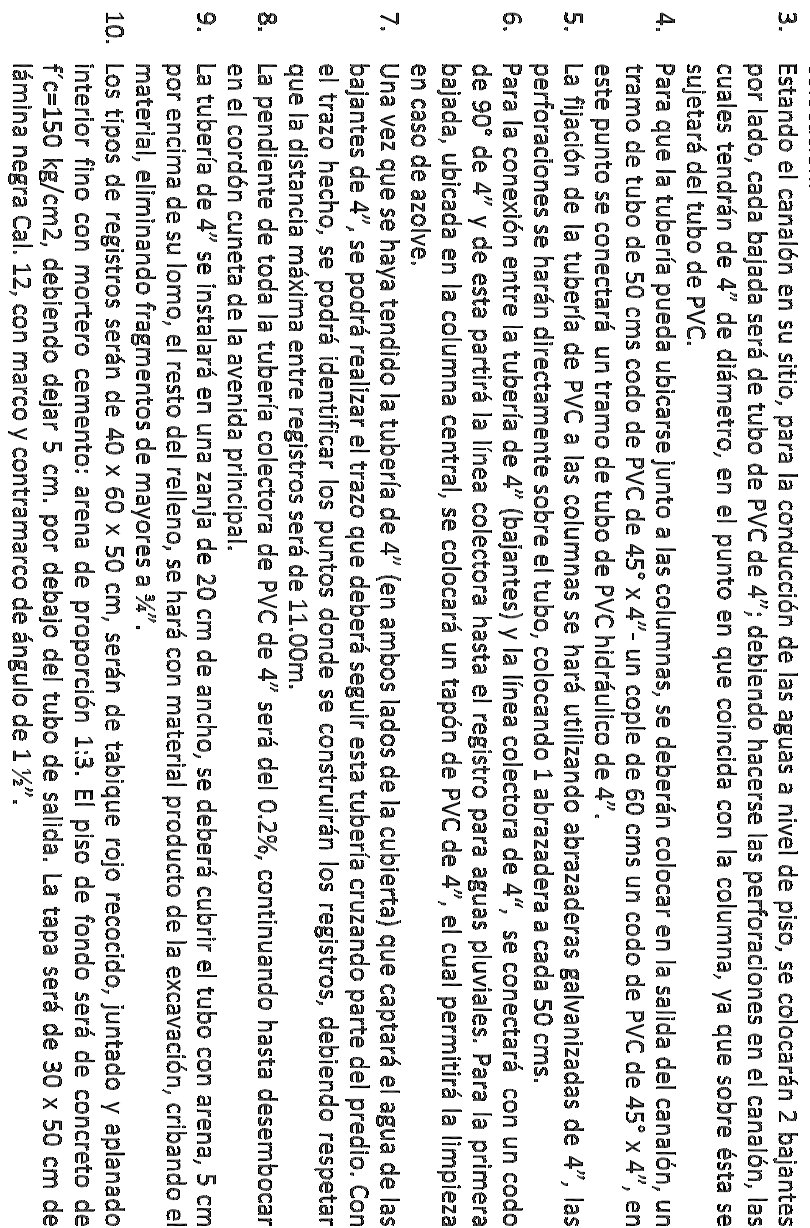 3. Estando el canalón en su sitio, para la conducción de las aguas a nivel de piso, se colocarán 2 bajantes
por lado, cada bajada será de tubo de PVC de 4”; debiendo hacerse las perforaciones en el canalón, las
cuales tendrán de 4” de diámetro, en el punto en que coincida con la columna, ya que sobre ésta se
sujetará del tubo de PVC.
4. Para que la tubería pueda ubicarse junto a las columnas, se deberán colocar en la salida del canalón, un
tramo de tubo de 50 cms codo de PVC de 45° x 4”- un cople de 60 cms un codo de PVC de 45° x 4”, en
este punto se conectará un tramo de tubo de PVC hidráulico de 4”.
5. La fijación de la tubería de PVC a las columnas se hará utilizando abrazaderas galvanizadas de 4”, las
perforaciones se harán directamente sobre el tubo, colocando 1 abrazadera a cada 50 cms.
6. Para la conexión entre la tubería de 4” (bajantes) y la línea colectora de 4“, se conectará con un codo
de 90° de 4” y de esta partirá la línea colectora hasta el registro para aguas pluviales. Para la primera
bajada, ubicada en la columna central, se colocará un tapón de PVC de 4”, el cual permitirá la limpieza
en caso de azolve.
7. Una vez que se haya tendido la tubería de 4” (en ambos lados de la cubierta) que captará el agua de las
bajantes de 4”, se podrá realizar el trazo que deberá seguir esta tubería cruzando parte del predio. Con
el trazo hecho, se podrá identificar los puntos donde se construirán los registros, debiendo respetar
que la distancia máxima entre registros será de 11.00m.
8. La pendiente de toda la tubería colectora de PVC de 4” será del 0.2%, continuando hasta desembocar
en el cordón cuneta de la avenida principal.
9. La tubería de 4” se instalará en una zanja de 20 cm de ancho, se deberá cubrir el tubo con arena, 5 cm
por encima de su lomo, el resto del relleno, se hará con material producto de la excavación, cribando el
material, eliminando fragmentos de mayores a ¾”.
10. Los tipos de registros serán de 40 x 60 x 50 cm, serán de tabique rojo recocido, juntado y aplanado
interior fino con mortero cemento: arena de proporción 1:3. El piso de fondo será de concreto de
f’c=150 kg/cm2, debiendo dejar 5 cm. por debajo del tubo de salida. La tapa será de 30 x 50 cm de
lámina negra Cal. 12, con marco y contramarco de ángulo de 1 ½”.